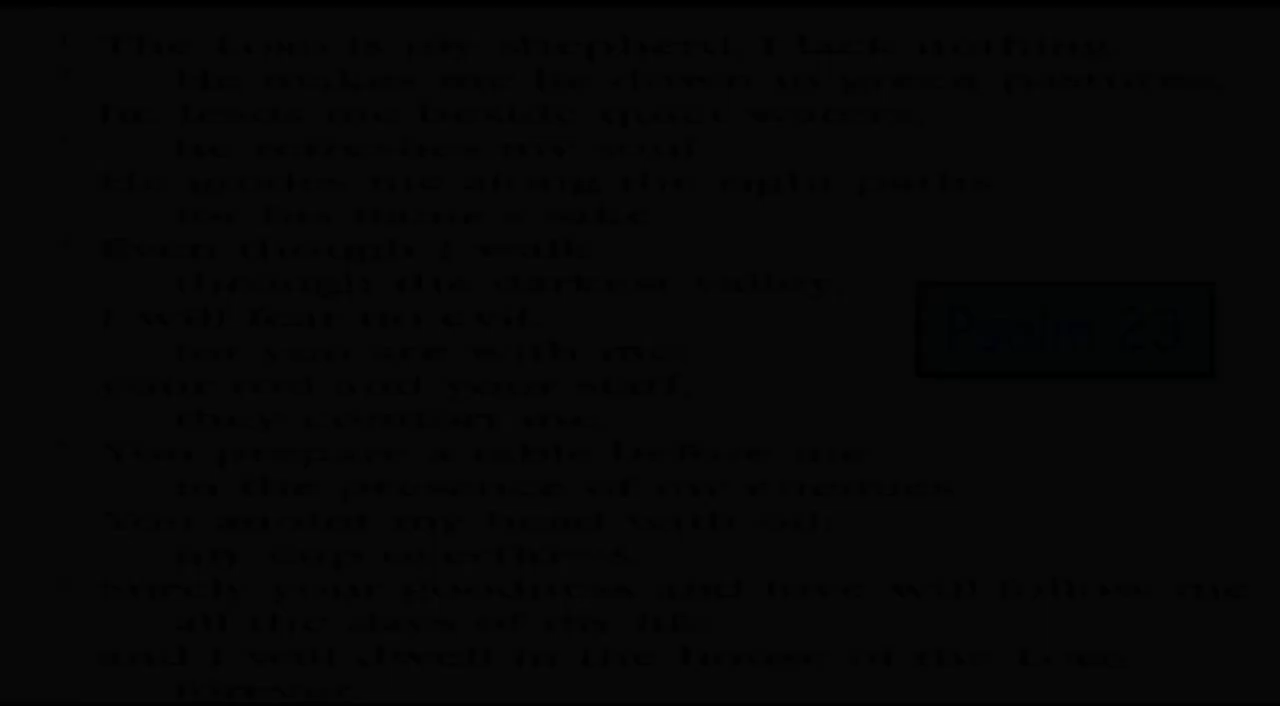 The LORD is my shepherd, I lack nothing.
He makes me lie down in green pastures,
he leads me beside quiet waters,
he refreshes my soul.
He guides me along the right paths
for his name's sake.
Even though I walk
through the darkest valley,
I will fear no evil,
for you are with me;
your rod and your staff,
they comfort me.
You prepare a table before me
in the presence of my enemies.
You anoint my head with oil;
my cup overflows.
Surely your goodness and love will follow me
all the days of my life,
and I will dwell in the house of the LORD
forever.
Psalm 23